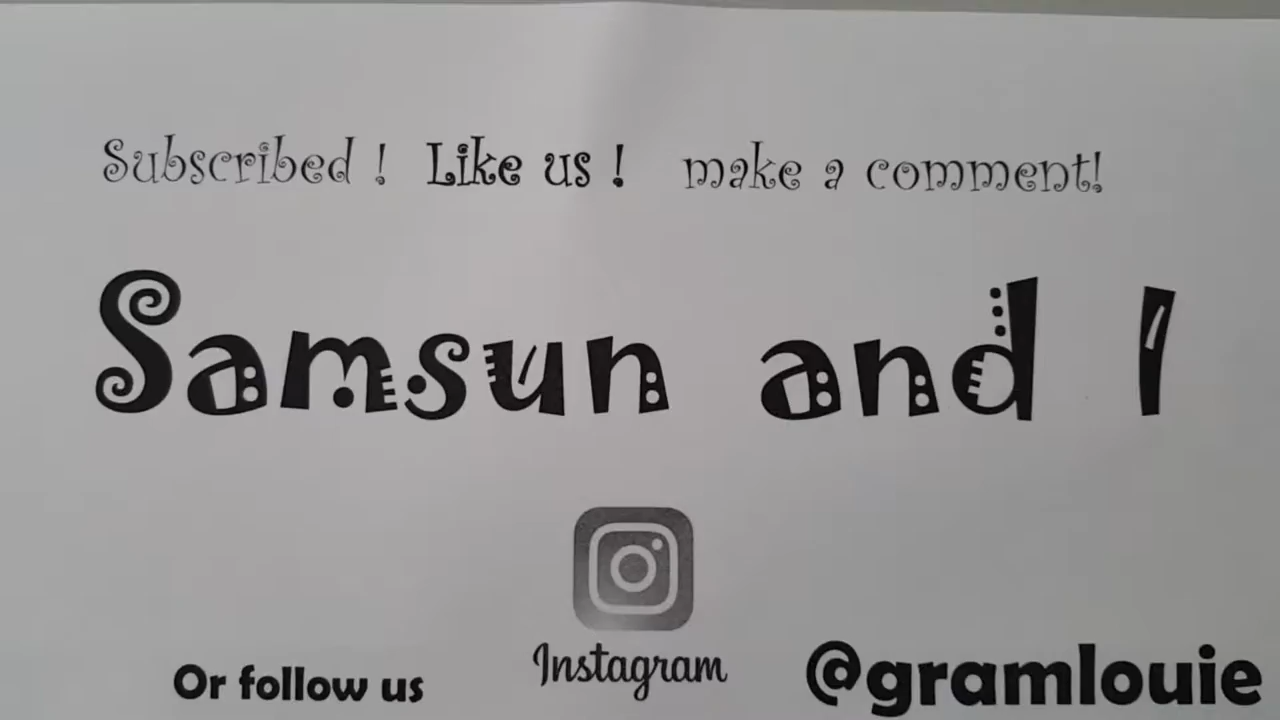 Subscribed ! Like us ! make a comment!
Samsun and I
Instagram
Or follow us @gramlouie